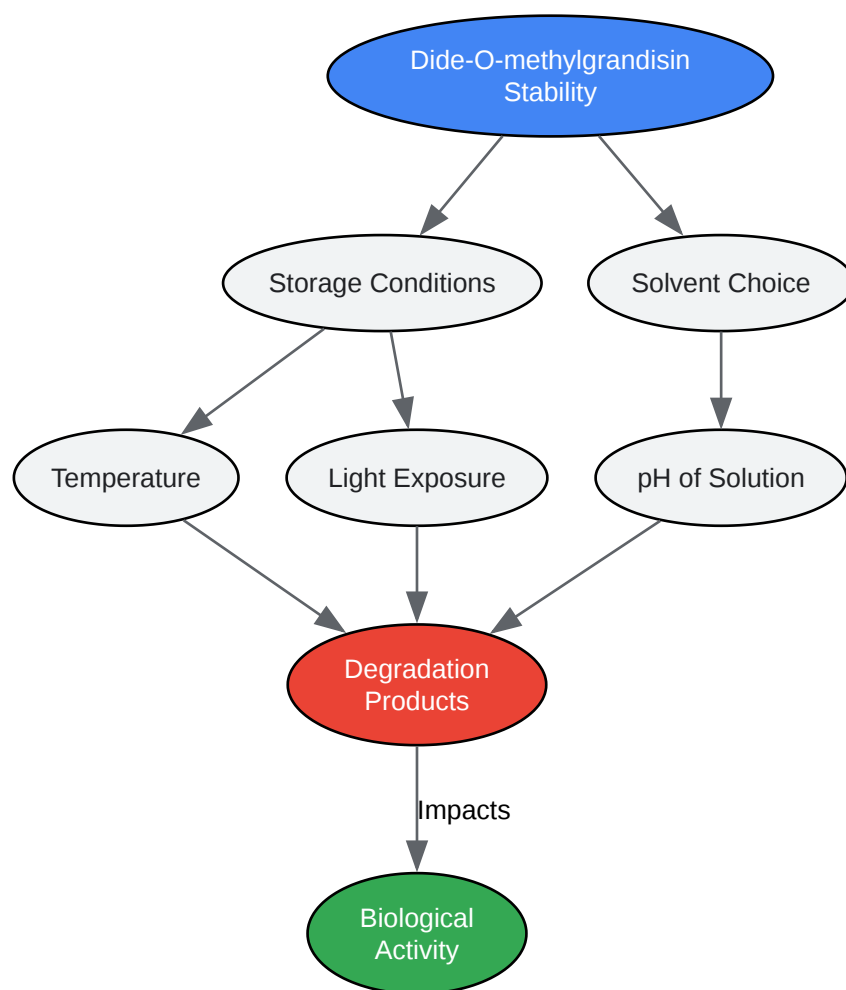 Dide-O-methylgrandisin
Stability
Storage Conditions
Solvent Choice
Temperature
Light Exposure
pH of Solution
Degradation
Products
Impacts
Biological
Activity